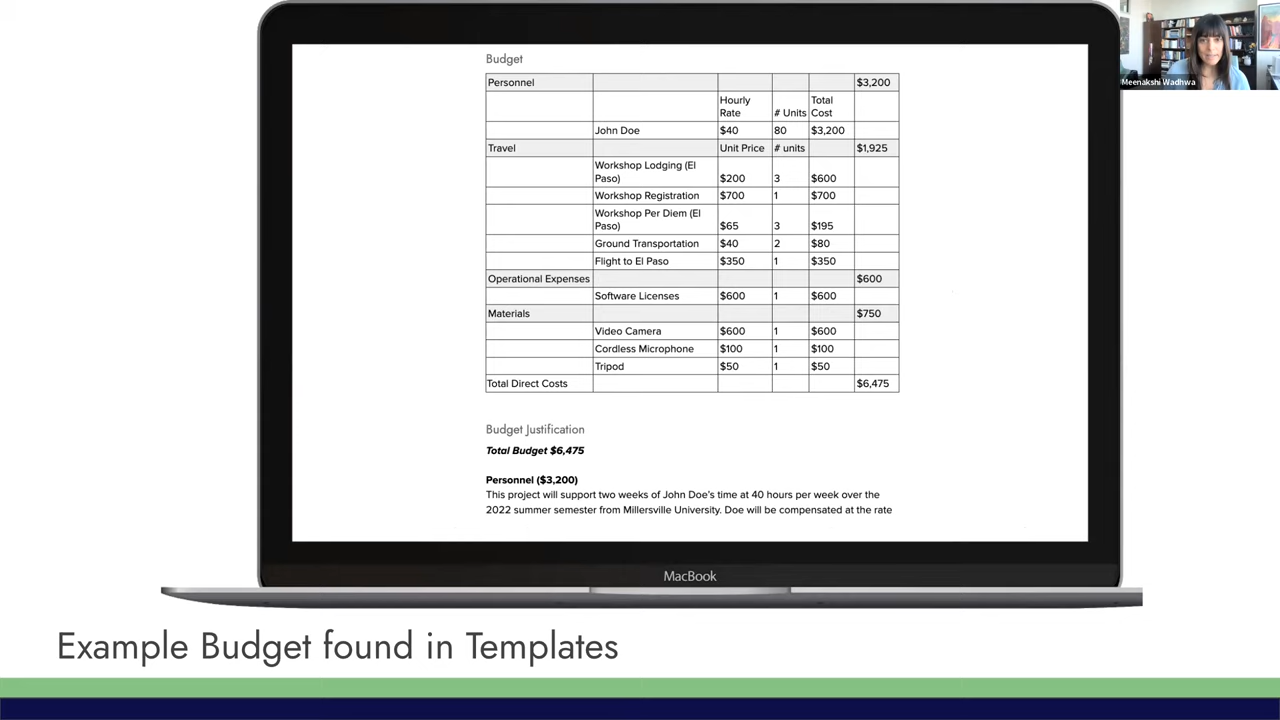 Meenakshi Wadhwa
Budget
Personnel $3,200
Hourly
Rate # Units Total
Cost
John Doe $40 80 $3,200
Travel Unit Price # units $1,925
Workshop Lodging (El
Paso) $200 3 $600
Workshop Registration $700 1 $700
Workshop Per Diem (El
Paso) $65 3 $195
Ground Transportation $40 2 $80
Flight to El Paso $350 1 $350
Operational Expenses $600
Software Licenses $600 1 $600
Materials $750
Video Camera $600 1 $600
Cordless Microphone $100 1 $100
Tripod $50 1 $50
Total Direct Costs $6,475
Budget Justification
Total Budget $6,475
Personnel ($3,200)
This project will support two weeks of John Doe's time at 40 hours per week over the
2022 summer semester from Millersville University. Doe will be compensated at the rate
MacBook
Example Budget found in Templates